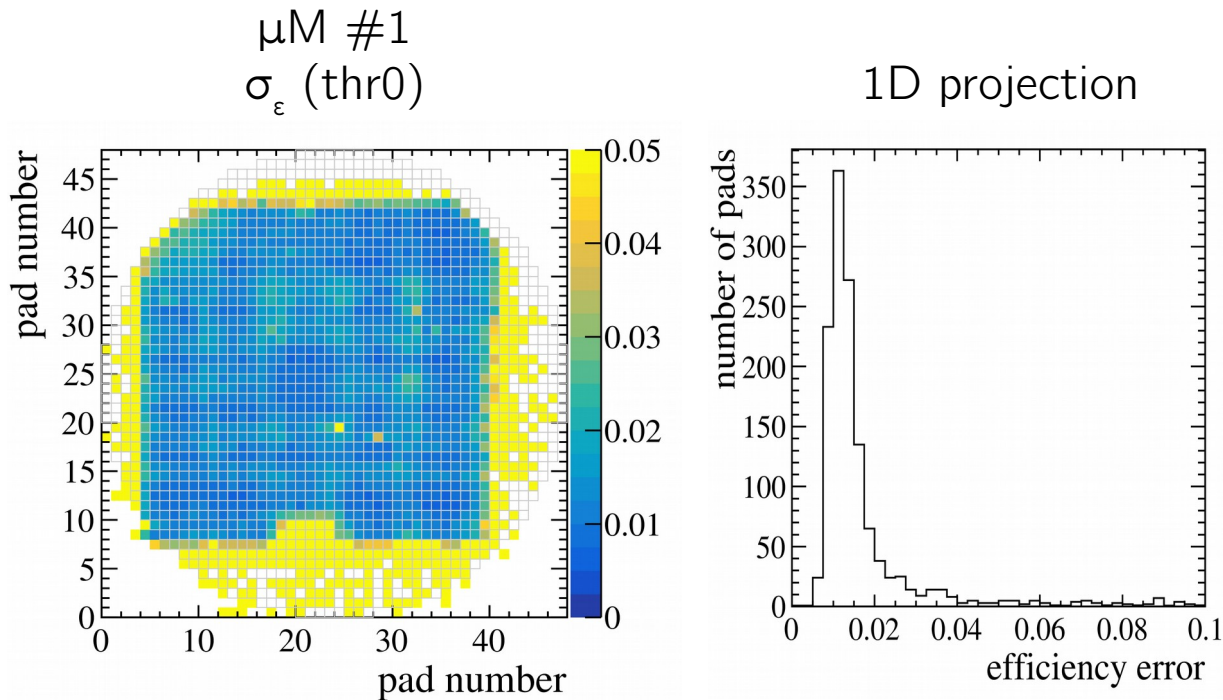 μM #1
σε (thr0)
1D projection
pad number
45
40
35
30
25
20
15
10
5
0
0 10 20 30 40
pad number
0.05
0.04
0.03
0.02
0.01
0
number of pads
350
300
250
200
150
100
50
0
0 0.02 0.04 0.06 0.08 0.1
efficiency error